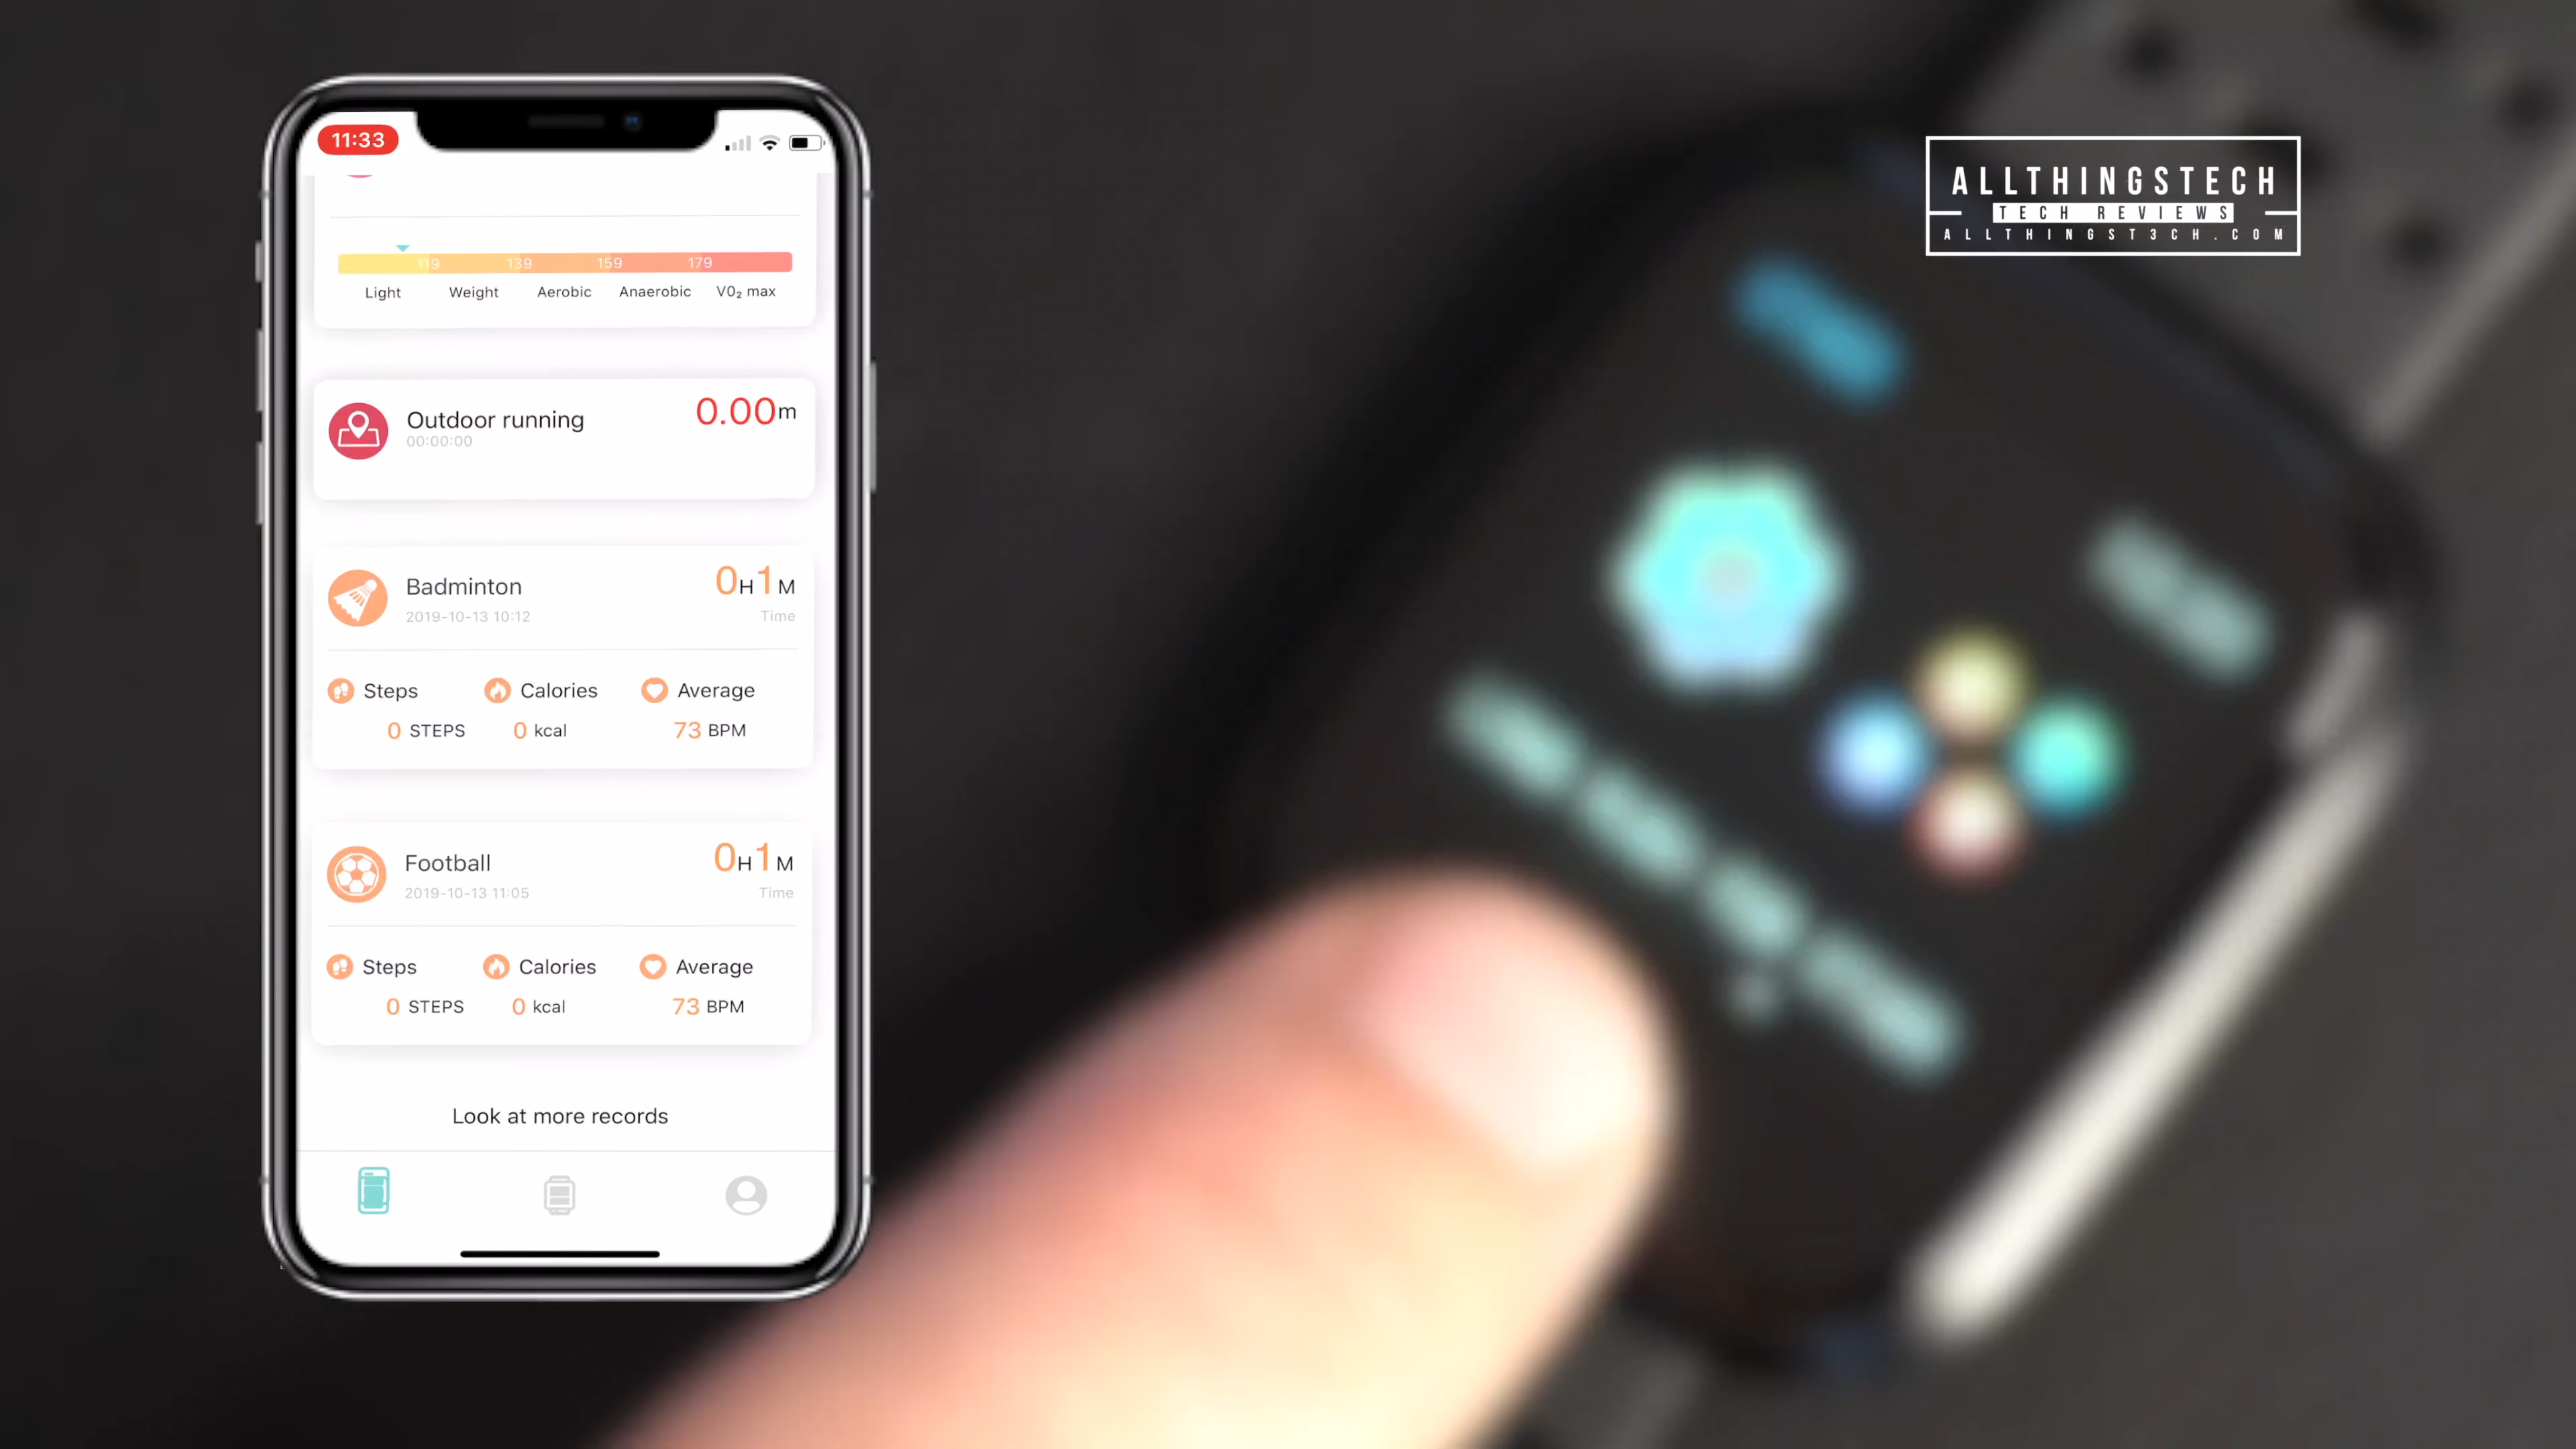 11:33
119 139 159 179
Light Weight Aerobic Anaerobic VO₂ max
Outdoor running 0.00m
00:00:00
Badminton 0H1M
2019-10-13 10:12 Time
Steps Calories Average
0 STEPS 0 kcal 73 BPM
Football 0H1M
2019-10-13 11:05 Time
Steps Calories Average
0 STEPS 0 kcal 73 BPM
Look at more records
ALLTHINGSTECH
TECH REVIEWS
ALLTHINGST3CH.COM